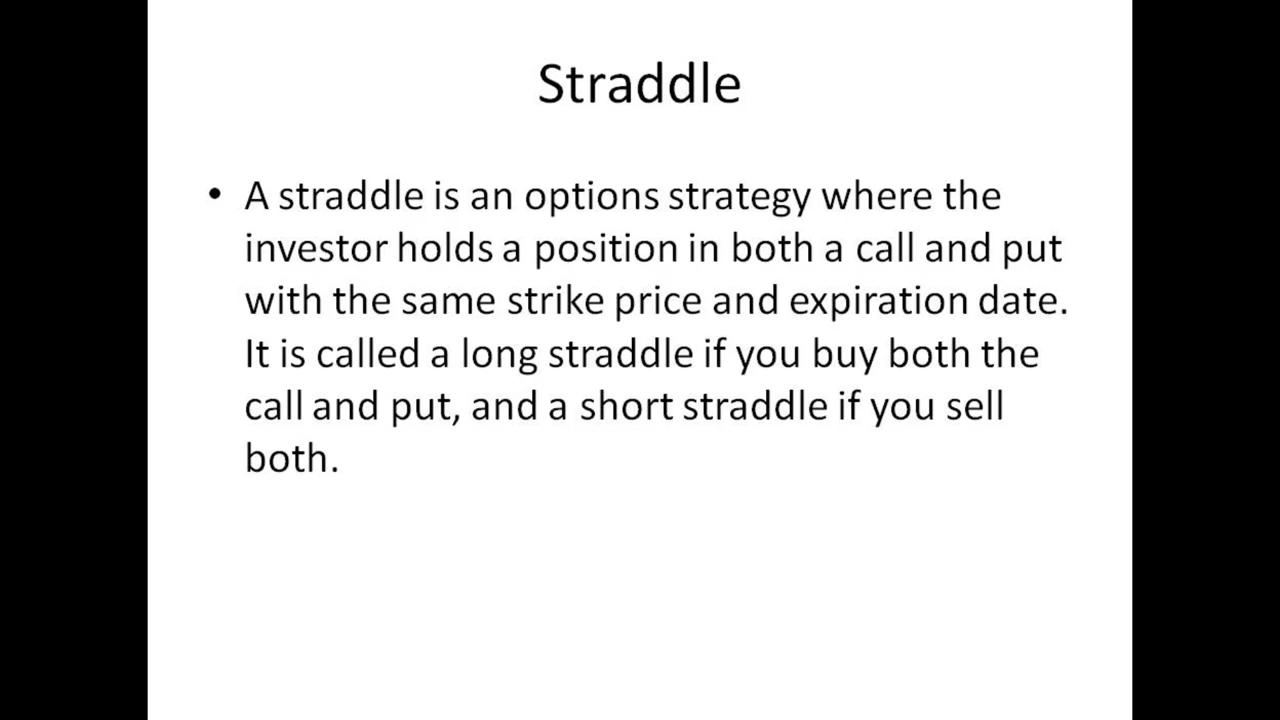 Straddle
• A straddle is an options strategy where the
investor holds a position in both a call and put
with the same strike price and expiration date.
It is called a long straddle if you buy both the
call and put, and a short straddle if you sell
both.